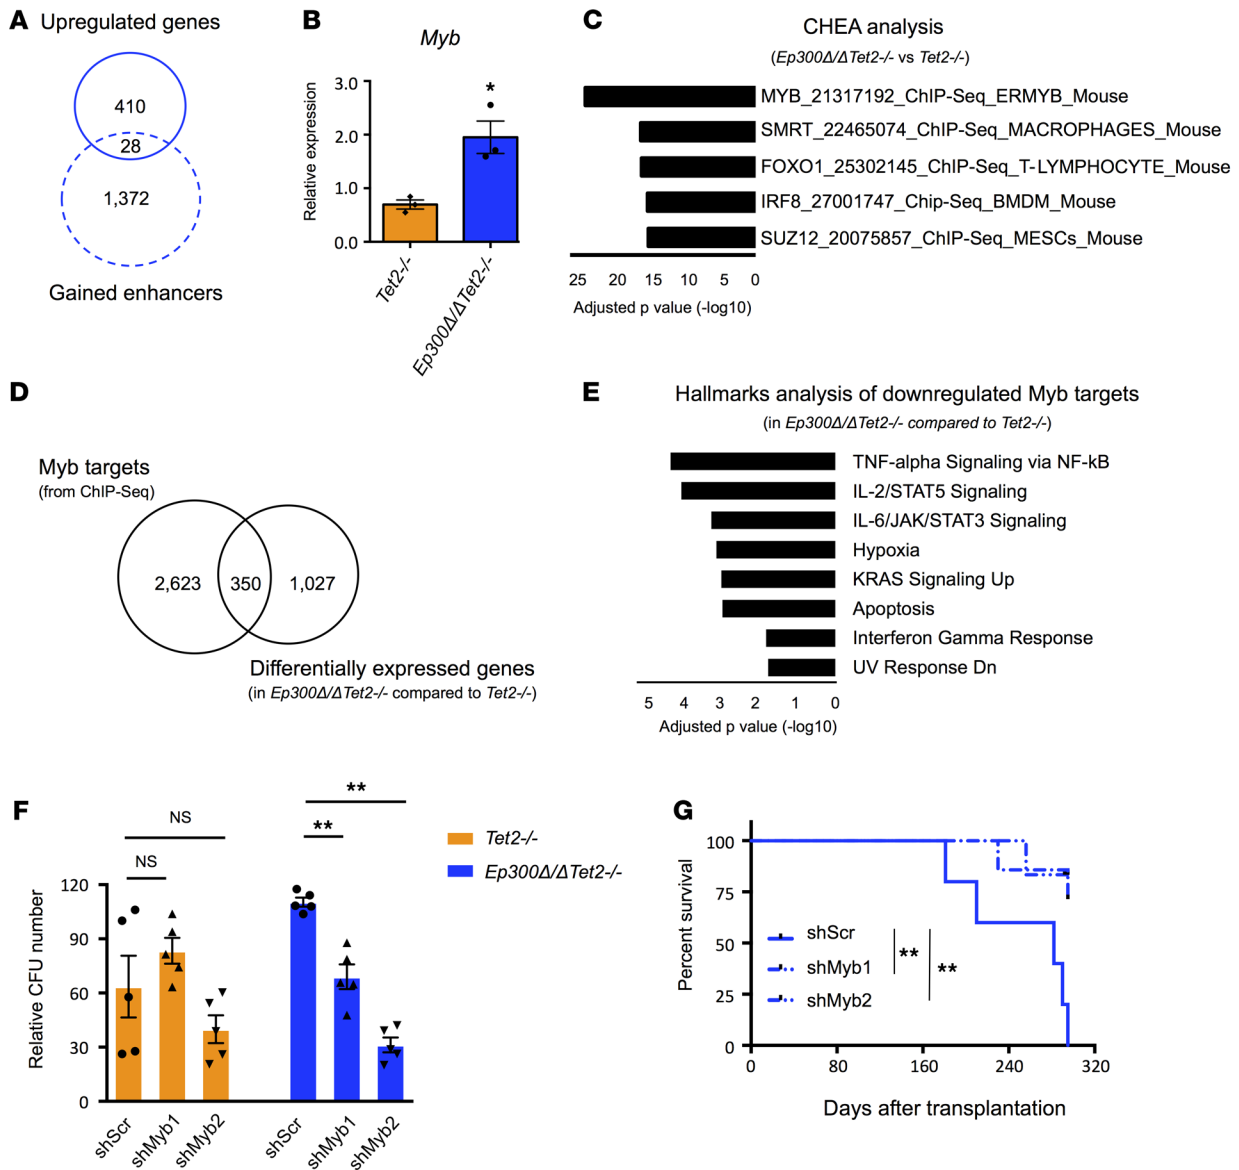 A
Upregulated genes
410
28
1,372
Gained enhancers
B
Myb
*
Relative expression
3.0
2.0
1.0
0.0
Tet2-/-
Ep300Δ/ΔTet2-/-
C
CHEA analysis
(Ep300Δ/ΔTet2-/- vs Tet2-/-)
MYB_21317192_ChIP-Seq_ERMYB_Mouse
SMRT_22465074_ChIP-Seq_MACROPHAGES_Mouse
FOXO1_25302145_ChIP-Seq_T-LYMPHOCYTE_Mouse
IRF8_27001747_Chip-Seq_BMDM_Mouse
SUZ12_20075857_ChIP-Seq_MESCs_Mouse
25 20 15 10 5 0
Adjusted p value (-log10)
D
Myb targets
(from ChIP-Seq)
2,623 350 1,027
Differentially expressed genes
(in Ep300Δ/ΔTet2-/- compared to Tet2-/-)
E
Hallmarks analysis of downregulated Myb targets
(in Ep300Δ/ΔTet2-/- compared to Tet2-/-)
TNF-alpha Signaling via NF-kB
IL-2/STAT5 Signaling
IL-6/JAK/STAT3 Signaling
Hypoxia
KRAS Signaling Up
Apoptosis
Interferon Gamma Response
UV Response Dn
5 4 3 2 1 0
Adjusted p value (-log10)
F
NS
NS
**
**
Tet2-/-
Ep300Δ/ΔTet2-/-
Relative CFU number
120
90
60
30
0
shScr
shMyb1
shMyb2
shScr
shMyb1
shMyb2
G
Percent survival
100
75
50
25
0
shScr
shMyb1
shMyb2
**
**
0 80 160 240 320
Days after transplantation